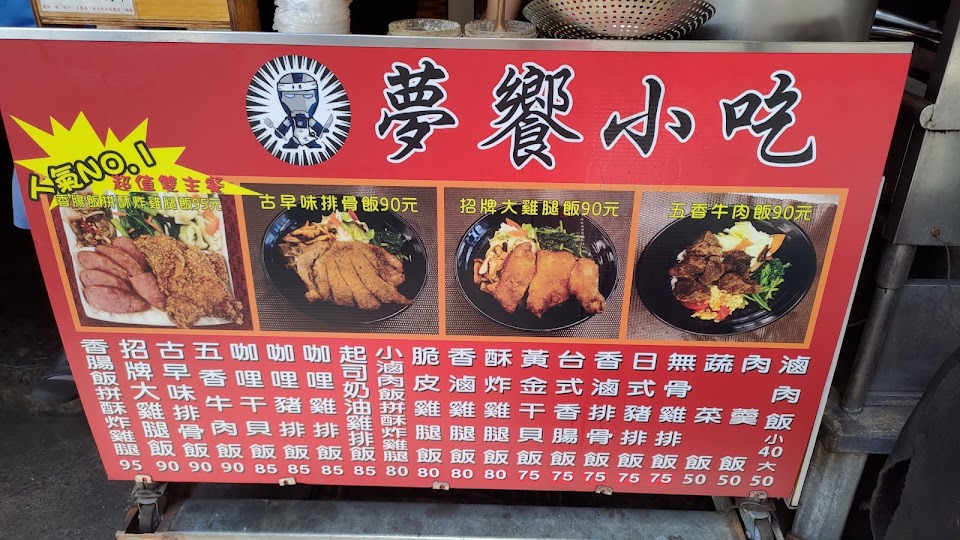 夢饗小吃
人氣NO.1
超值雙主餐
香腸飯拼酥炸雞腿飯95元
古早味排骨飯90元
招牌大雞腿飯90元
五香牛肉飯90元
香腸飯拼酥炸雞腿 95
招牌大雞腿飯 90
古早味排骨飯 90
五香牛肉飯 90
咖哩干貝飯 85
咖哩豬排飯 85
咖哩雞排飯 85
起司奶油雞排飯 85
小滷肉飯拼酥炸雞腿 80
脆皮雞腿飯 80
香滷雞腿飯 80
酥炸雞腿飯 80
黃金干貝飯 75
台式香腸飯 75
香滷排骨飯 75
日式豬排飯 75
無骨雞排飯 75
蔬菜飯 50
肉羹飯 50
滷肉飯 小40 大50